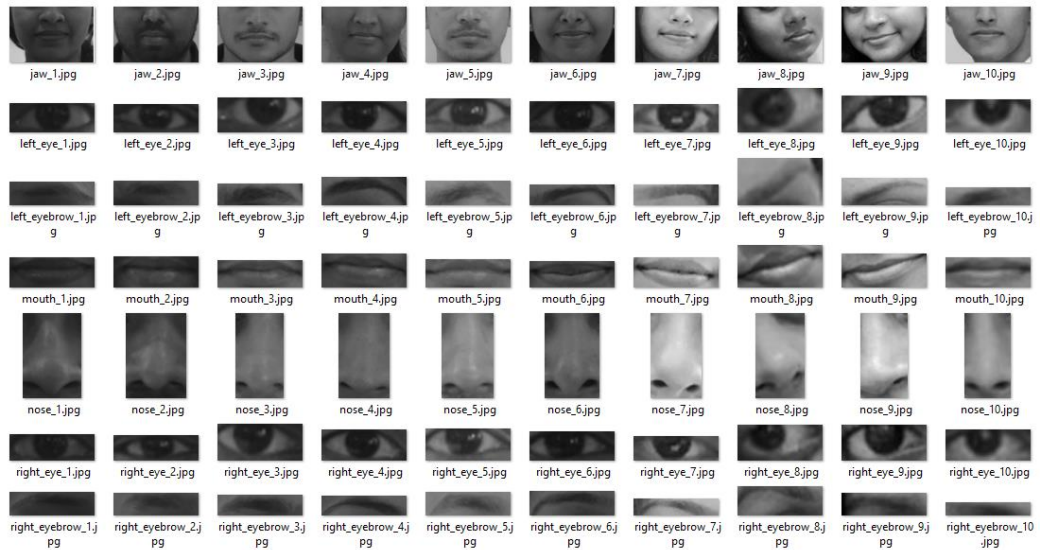 jaw_1.jpg jaw_2.jpg jaw_3.jpg jaw_4.jpg jaw_5.jpg jaw_6.jpg jaw_7.jpg jaw_8.jpg jaw_9.jpg jaw_10.jpg
left_eye_1.jpg left_eye_2.jpg left_eye_3.jpg left_eye_4.jpg left_eye_5.jpg left_eye_6.jpg left_eye_7.jpg left_eye_8.jpg left_eye_9.jpg left_eye_10.jpg
left_eyebrow_1.jp left_eyebrow_2.jp left_eyebrow_3.jp left_eyebrow_4.jp left_eyebrow_5.jp left_eyebrow_6.jp left_eyebrow_7.jp left_eyebrow_8.jp left_eyebrow_9.jp left_eyebrow_10.j
g g g g g g g g g pg
mouth_1.jpg mouth_2.jpg mouth_3.jpg mouth_4.jpg mouth_5.jpg mouth_6.jpg mouth_7.jpg mouth_8.jpg mouth_9.jpg mouth_10.jpg
nose_1.jpg nose_2.jpg nose_3.jpg nose_4.jpg nose_5.jpg nose_6.jpg nose_7.jpg nose_8.jpg nose_9.jpg nose_10.jpg
right_eye_1.jpg right_eye_2.jpg right_eye_3.jpg right_eye_4.jpg right_eye_5.jpg right_eye_6.jpg right_eye_7.jpg right_eye_8.jpg right_eye_9.jpg right_eye_10.jpg
right_eyebrow_1.j right_eyebrow_2.j right_eyebrow_3.j right_eyebrow_4.j right_eyebrow_5.j right_eyebrow_6.j right_eyebrow_7.j right_eyebrow_8.j right_eyebrow_9.j right_eyebrow_10
pg pg pg pg pg pg pg pg pg .jpg